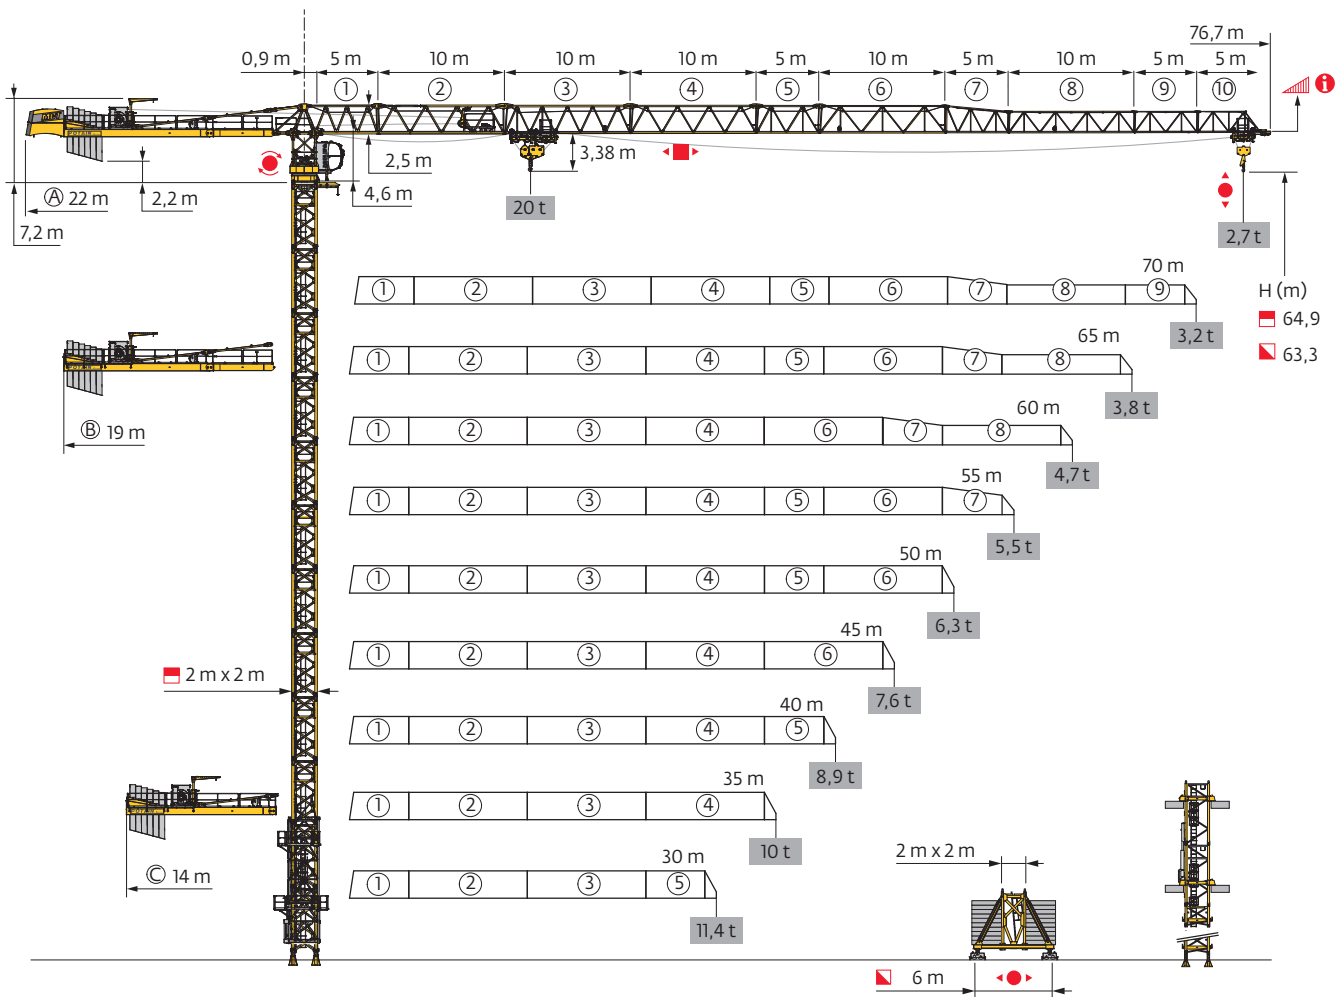 76,7 m
0,9 m 5 m 10 m 10 m 10 m 5 m 10 m 5 m 10 m 5 m 5 m
1 2 3 4 5 6 7 8 9 10
i
2,5 m
3,38 m
A 22 m
2,2 m
4,6 m
7,2 m
20 t
2,7 t
H (m)
64,9
63,3
70 m
1 2 3 4 5 6 7 8 9
3,2 t
65 m
1 2 3 4 5 6 7 8
3,8 t
B 19 m
60 m
1 2 3 4 6 7 8
4,7 t
55 m
1 2 3 4 5 6 7
5,5 t
50 m
1 2 3 4 5 6
6,3 t
45 m
1 2 3 4 6
7,6 t
2 m x 2 m
40 m
1 2 3 4 5
8,9 t
35 m
1 2 3 4
10 t
C 14 m
30 m
1 2 3 5
11,4 t
2 m x 2 m
6 m